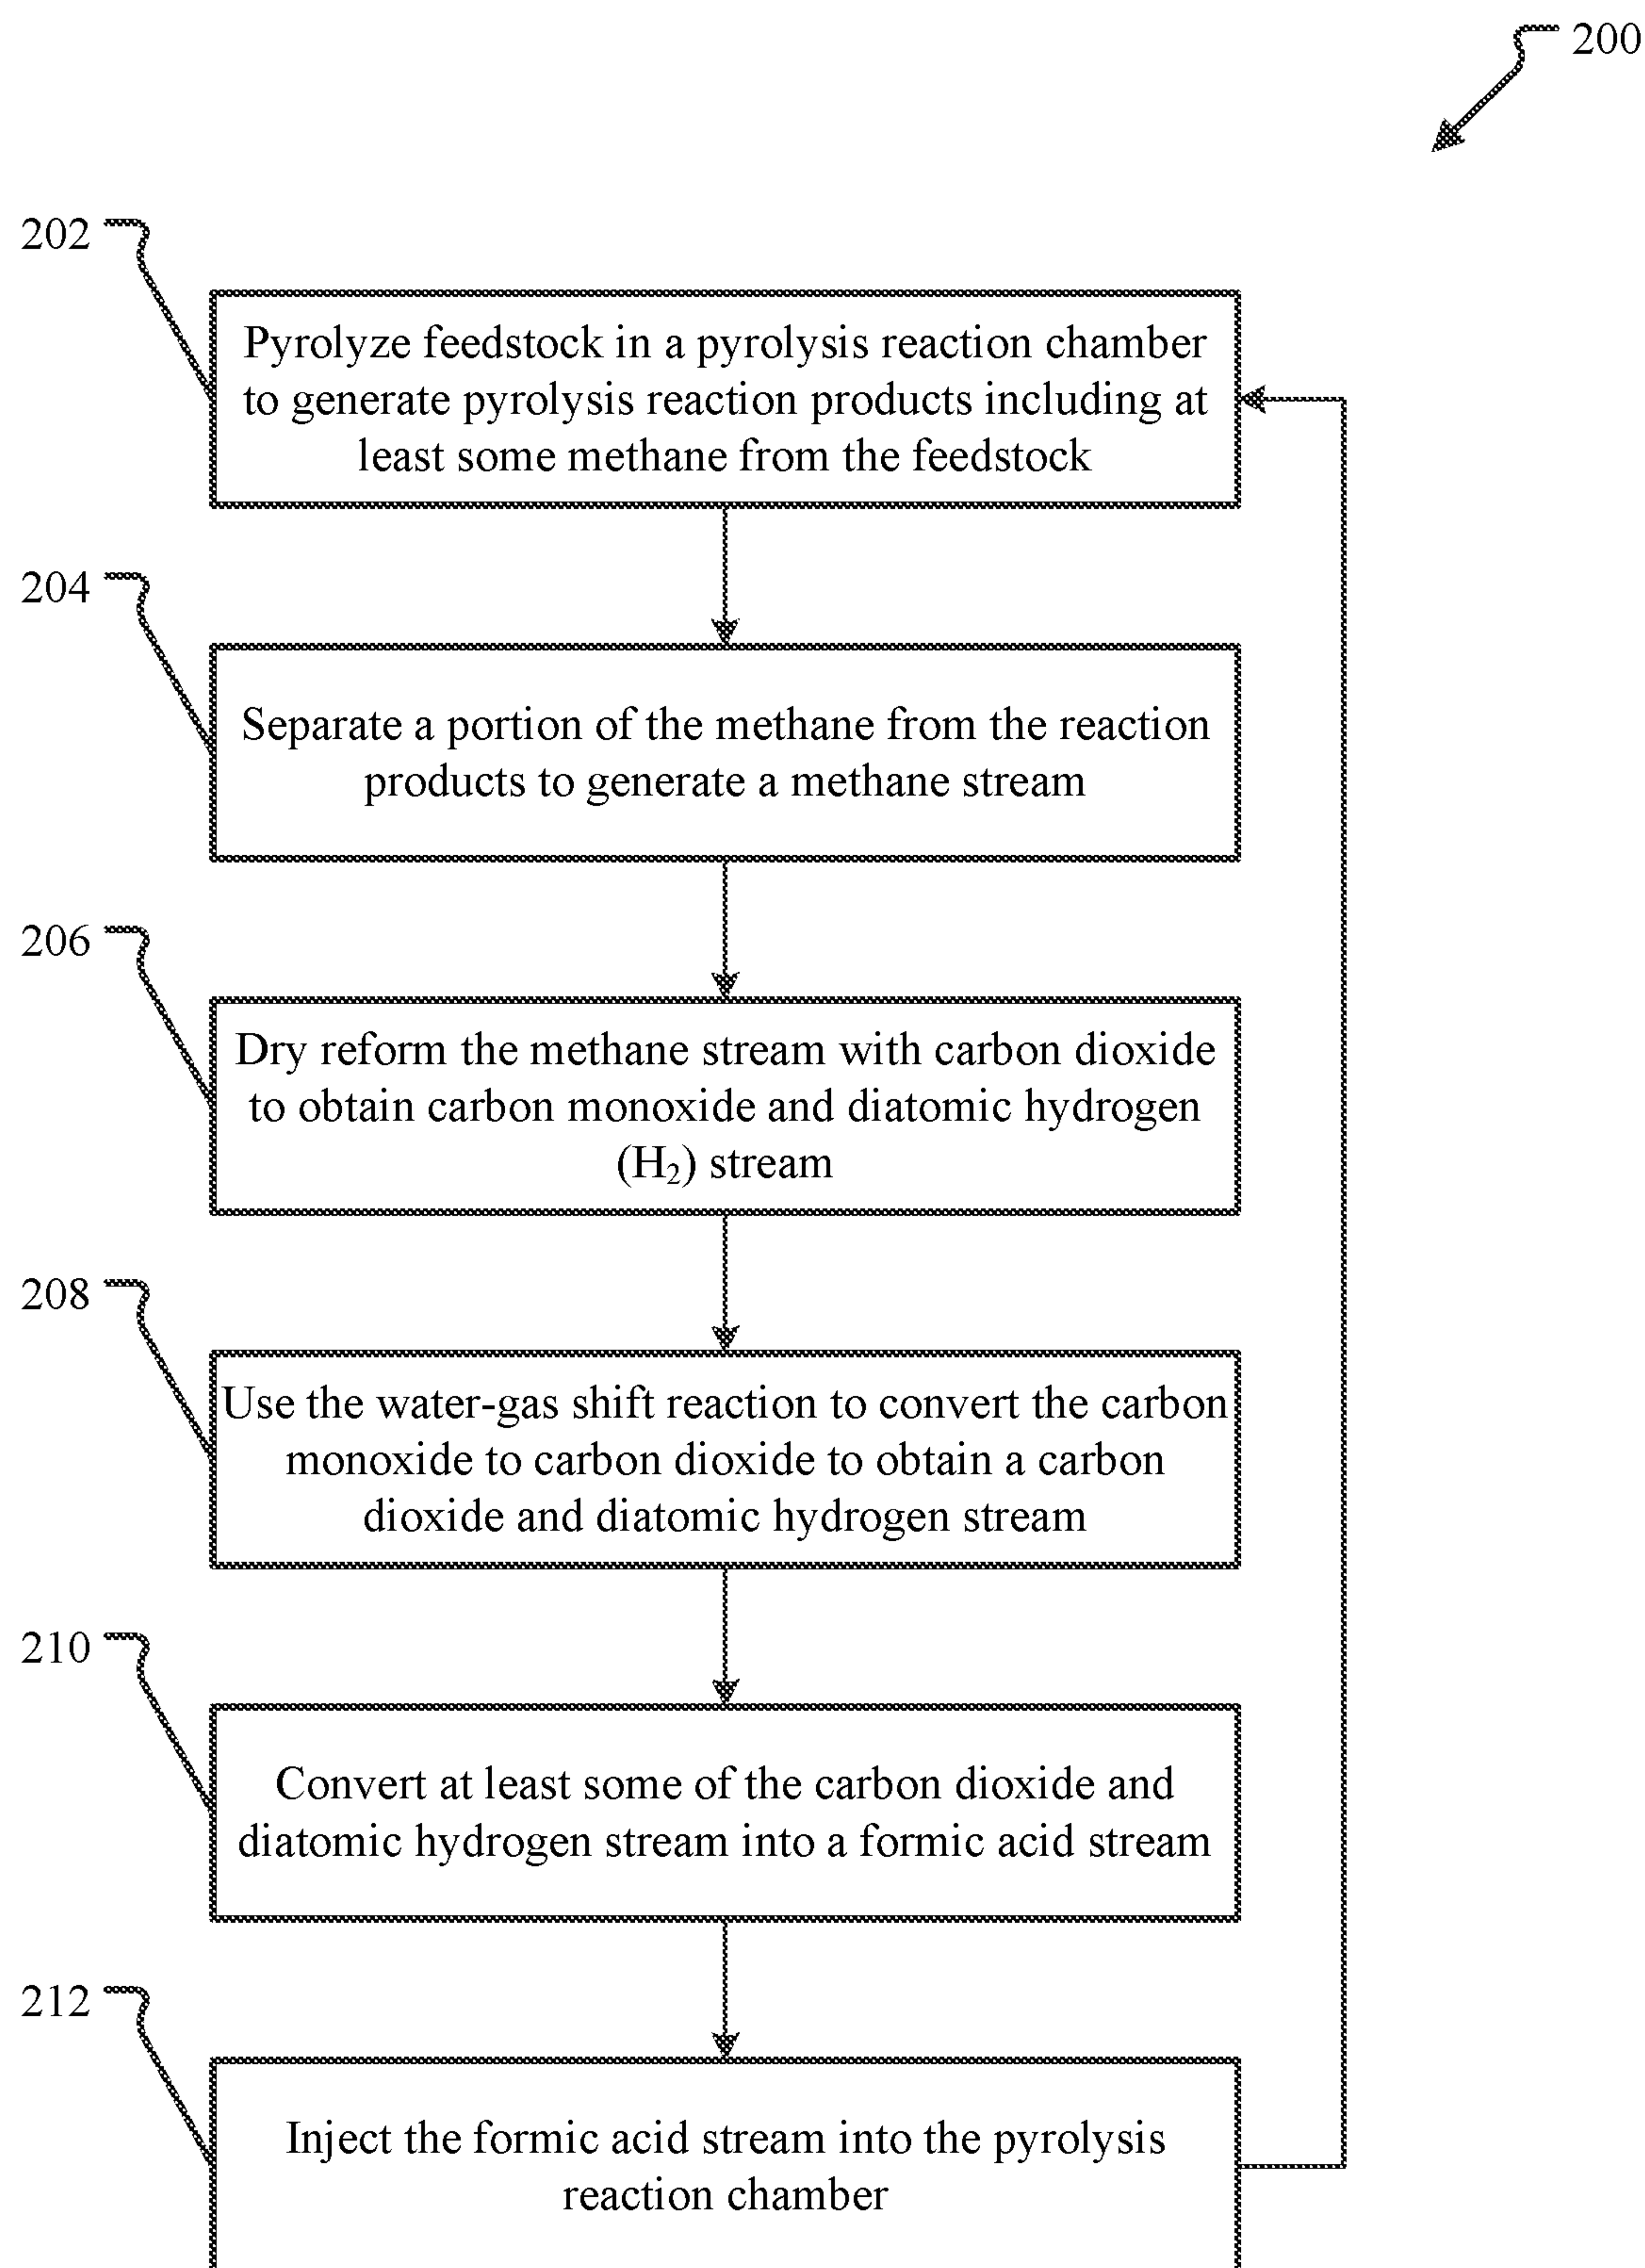 200
202
Pyrolyze feedstock in a pyrolysis reaction chamber
to generate pyrolysis reaction products including at
least some methane from the feedstock
204
Separate a portion of the methane from the reaction
products to generate a methane stream
206
Dry reform the methane stream with carbon dioxide
to obtain carbon monoxide and diatomic hydrogen
(H₂) stream
208
Use the water-gas shift reaction to convert the carbon
monoxide to carbon dioxide to obtain a carbon
dioxide and diatomic hydrogen stream
210
Convert at least some of the carbon dioxide and
diatomic hydrogen stream into a formic acid stream
212
Inject the formic acid stream into the pyrolysis
reaction chamber